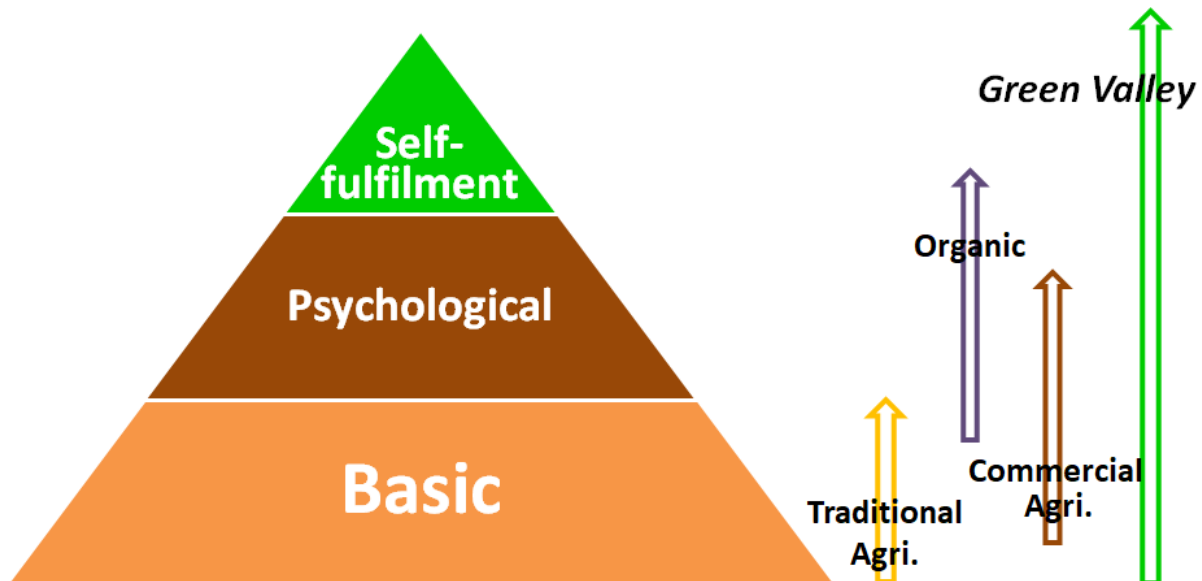 Self-
fulfilment
Psychological
Basic
Green Valley
Organic
Commercial
Agri.
Traditional
Agri.